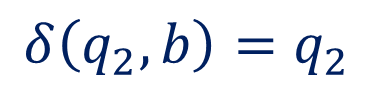 δ(q₂, b) = q₂